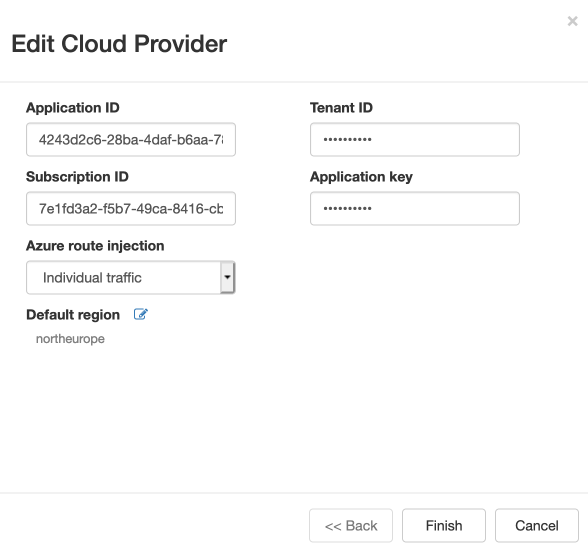 ×
Edit Cloud Provider
Application ID
Tenant ID
4243d2c6-28ba-4daf-b6aa-7
••••••••••
Subscription ID
Application key
7e1fd3a2-f5b7-49ca-8416-cb
••••••••••
Azure route injection
Individual traffic
Default region
northeurope
<< Back
Finish
Cancel